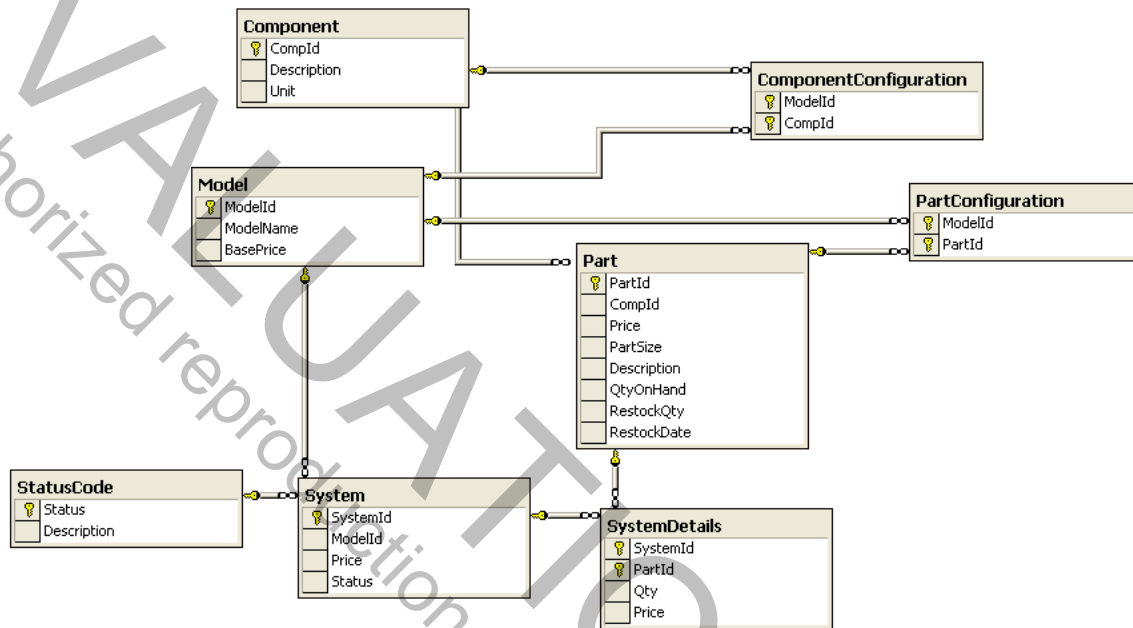 Component
CompId
Description
Unit
ComponentConfiguration
ModelId
CompId
Model
ModelId
ModelName
BasePrice
PartConfiguration
ModelId
PartId
Part
PartId
CompId
Price
PartSize
Description
QtyOnHand
RestockQty
RestockDate
StatusCode
Status
Description
System
SystemId
ModelId
Price
Status
SystemDetails
SystemId
PartId
Qty
Price
VALUATIO
horized reproduction